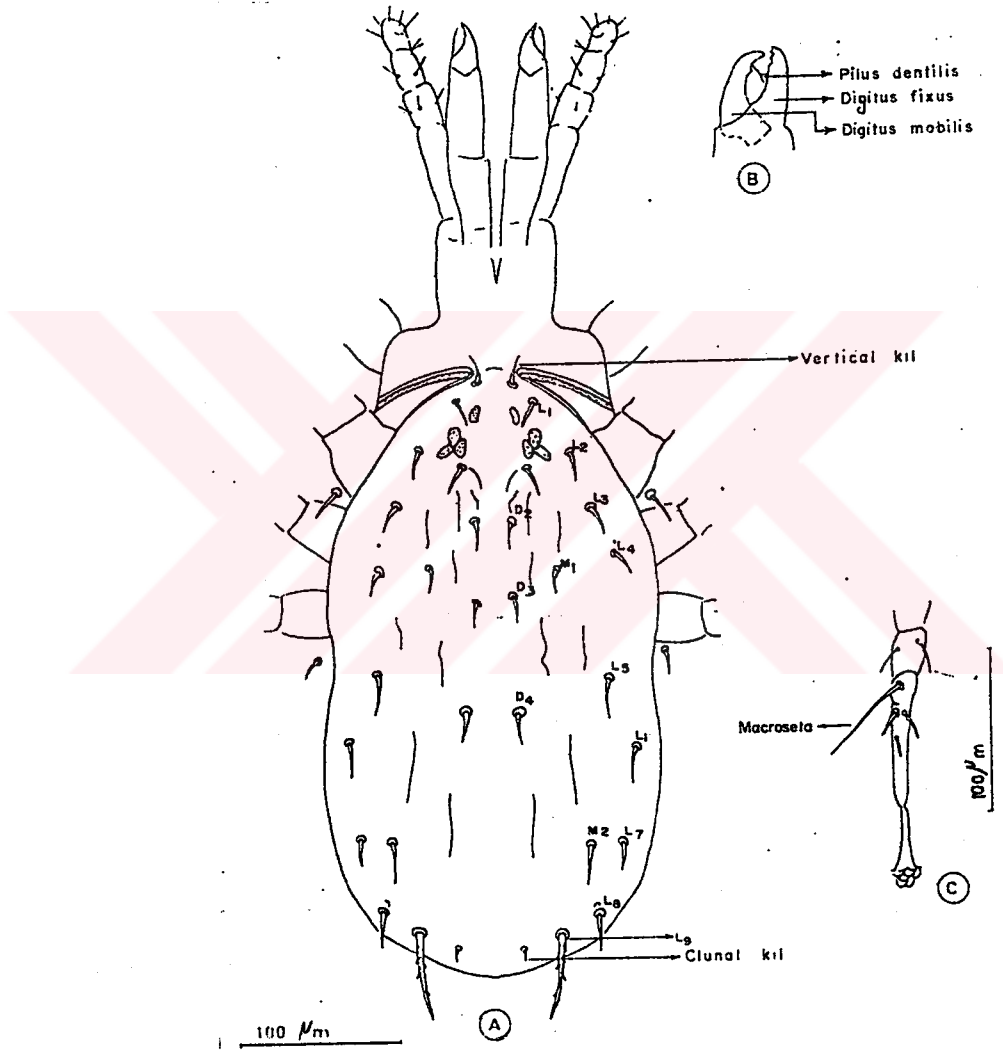 Pilus dentilis
Digitus fixus
Digitus mobilis
B
Vertical kıl
L1
L2
D2
L3
L4
M1
D3
L5
D4
Macroseta
L1
100 µm
M2 L7
C
L8
L9
Clunal kıl
A
100 µm